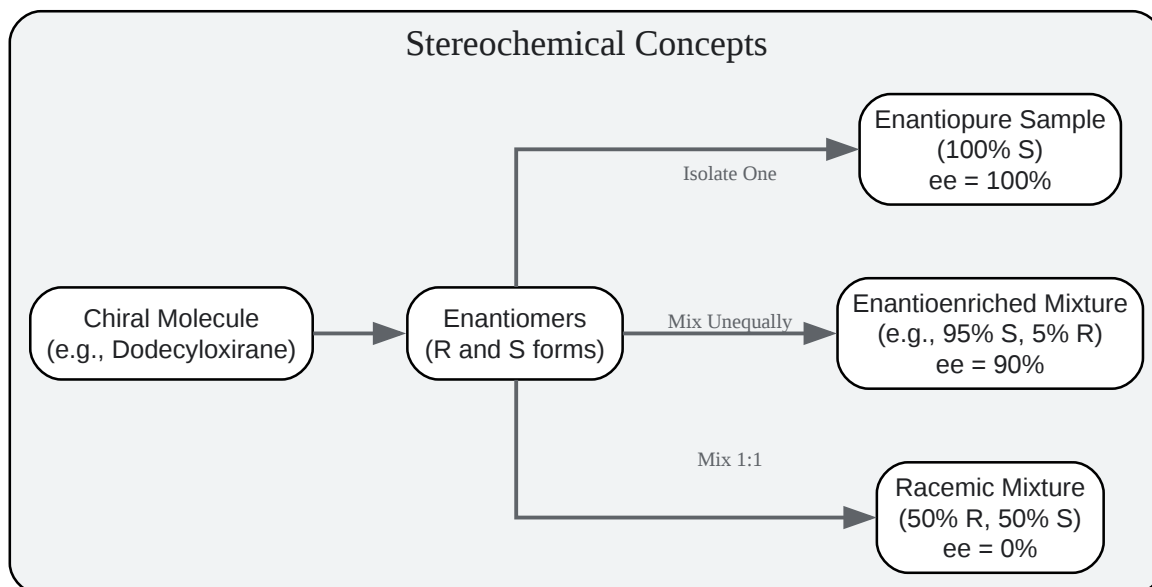 Stereochemical Concepts
Enantiopure Sample
(100% S)
ee = 100%
Isolate One
Chiral Molecule
(e.g., Dodecyloxirane)
Enantiomers
(R and S forms)
Mix Unequally
Enantioenriched Mixture
(e.g., 95% S, 5% R)
ee = 90%
Mix 1:1
Racemic Mixture
(50% R, 50% S)
ee = 0%